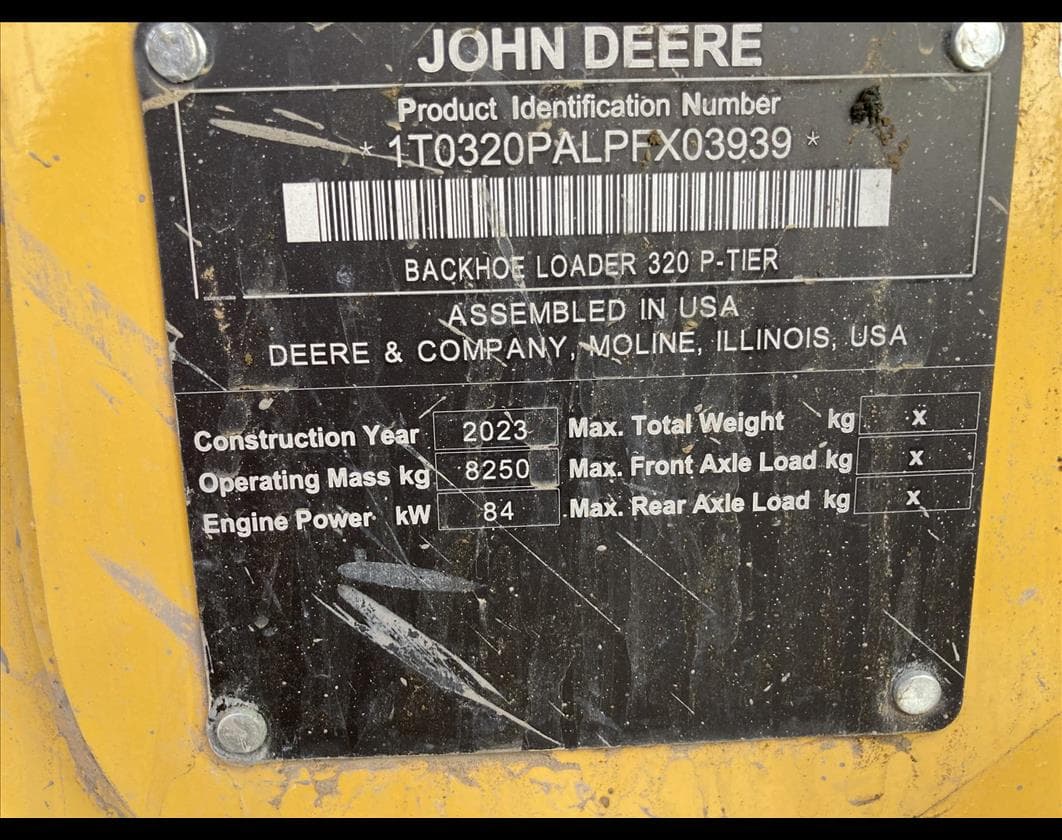 JOHN DEERE
Product Identification Number
* 1T0320PALPFX03939 *
BACKHOE LOADER 320 P-TIER
ASSEMBLED IN USA
DEERE & COMPANY, MOLINE, ILLINOIS, USA
Construction Year 2023 Max. Total Weight kg x
Operating Mass kg 8250 Max. Front Axle Load kg x
Engine Power kW 84 Max. Rear Axle Load kg x